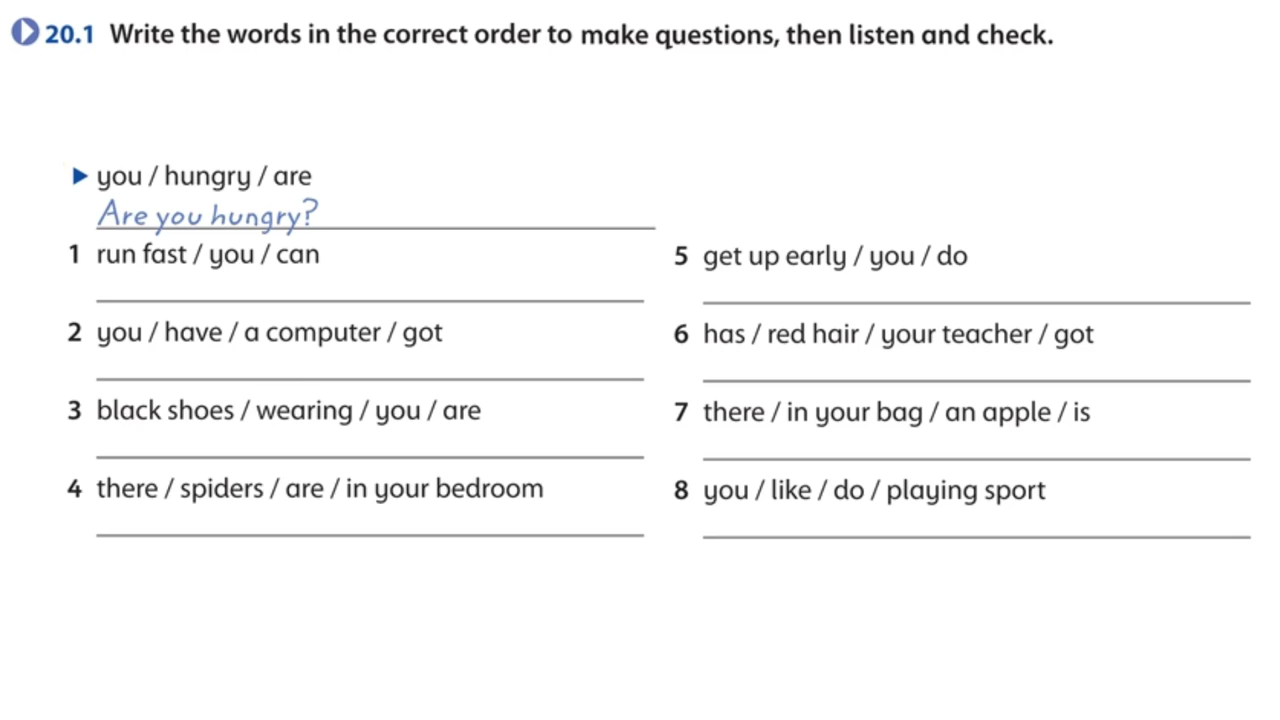 20.1 Write the words in the correct order to make questions, then listen and check.
you / hungry / are
Are you hungry?
1 run fast / you / can
2 you / have / a computer / got
3 black shoes / wearing / you / are
4 there / spiders / are / in your bedroom
5 get up early / you / do
6 has / red hair / your teacher / got
7 there / in your bag / an apple / is
8 you / like / do / playing sport